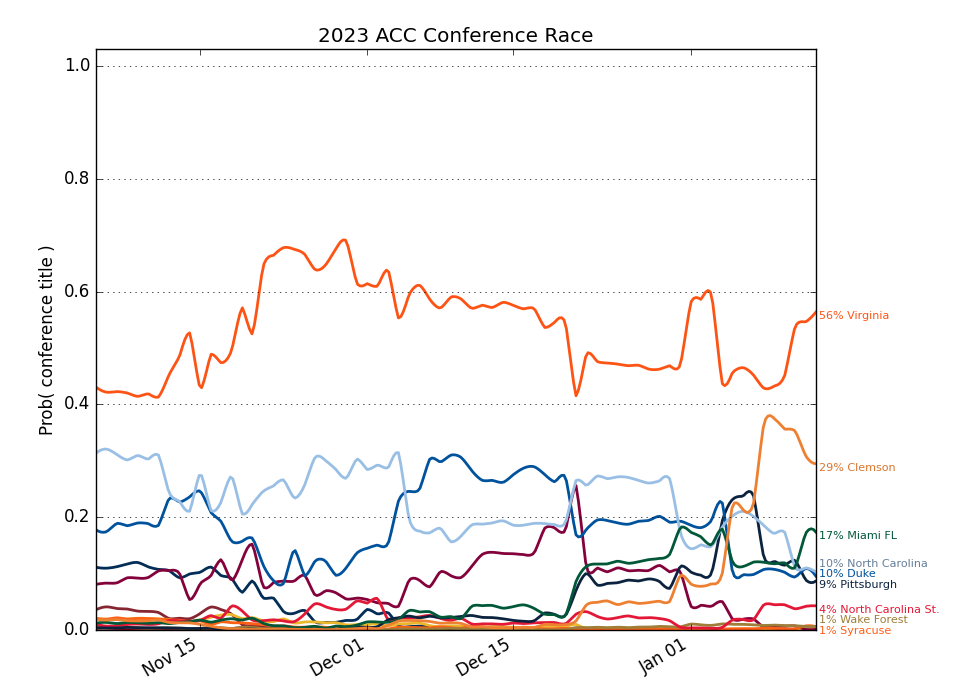 2023 ACC Conference Race
Prob( conference title )
1.0
0.8
0.6
0.4
0.2
0.0
Nov 15
Dec 01
Dec 15
Jan 01
56% Virginia
29% Clemson
17% Miami FL
10% North Carolina
10% Duke
9% Pittsburgh
4% North Carolina St.
1% Wake Forest
1% Syracuse